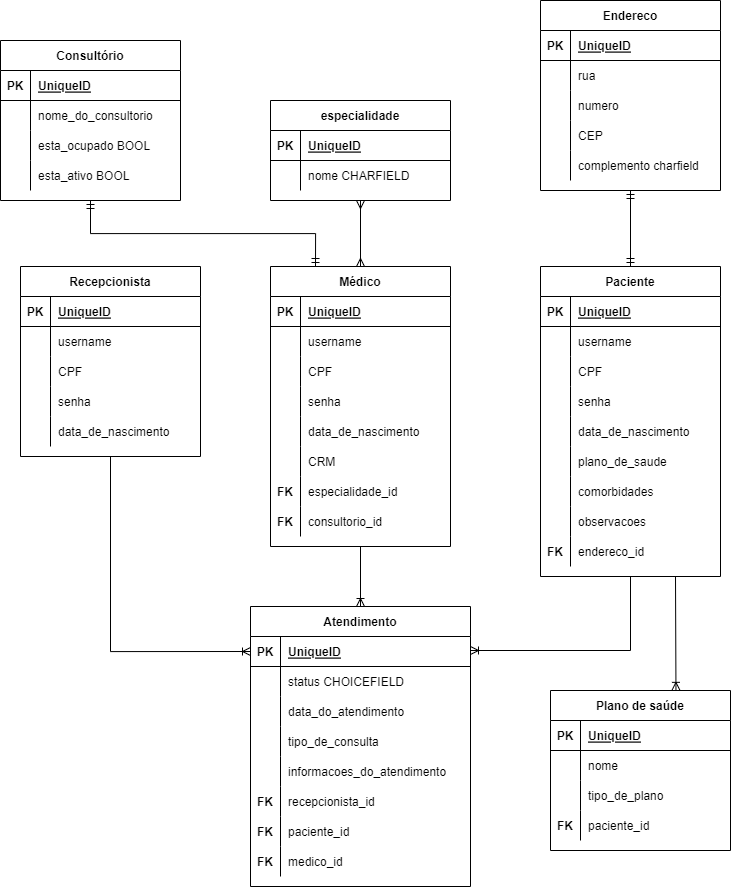 Consultório
PK UniqueID
nome_do_consultorio
esta_ocupado BOOL
esta_ativo BOOL
especialidade
PK UniqueID
nome CHARFIELD
Endereco
PK UniqueID
rua
numero
CEP
complemento charfield
Recepcionista
PK UniqueID
username
CPF
senha
data_de_nascimento
Médico
PK UniqueID
username
CPF
senha
data_de_nascimento
CRM
FK especialidade_id
FK consultorio_id
Paciente
PK UniqueID
username
CPF
senha
data_de_nascimento
plano_de_saude
comorbidades
observacoes
FK endereco_id
Atendimento
PK UniqueID
status CHOICEFIELD
data_do_atendimento
tipo_de_consulta
informacoes_do_atendimento
FK recepcionista_id
FK paciente_id
FK medico_id
Plano de saúde
PK UniqueID
nome
tipo_de_plano
FK paciente_id